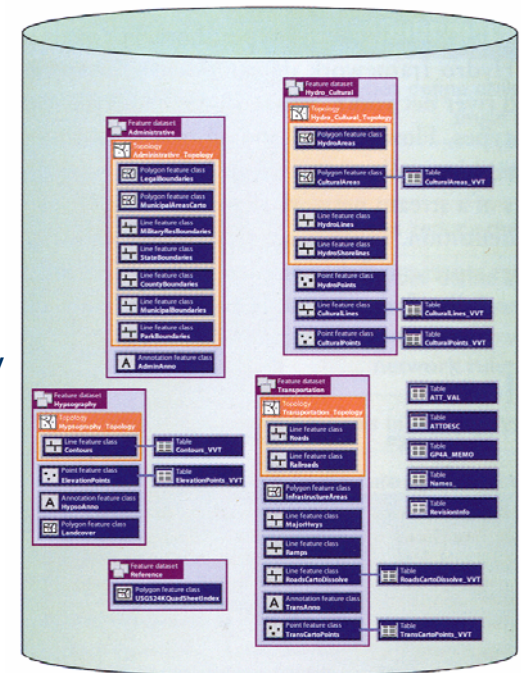 Feature dataset
Administrative
Topology
Administrative_Topology
Polygon feature class
LegalBoundaries
Polygon feature class
MunicipalAreasCarto
Line feature class
MilitaryResBoundaries
Line feature class
StateBoundaries
Line feature class
CountyBoundaries
Line feature class
MunicipalBoundaries
Line feature class
ParkBoundaries
Annotation feature class
AdminAnno
Feature dataset
Hydro_Cultural
Topology
Hydro_Cultural_Topology
Polygon feature class
HydroAreas
Polygon feature class
CulturalAreas
Table
CulturalAreas_VVT
Line feature class
HydroLines
Line feature class
HydroShorelines
Point feature class
HydroPoints
Line feature class
CulturalLines
Table
CulturalLines_VVT
Point feature class
CulturalPoints
Table
CulturalPoints_VVT
Feature dataset
Hypsography
Topology
Hypsography_Topology
Line feature class
Contours
Table
Contours_VVT
Point feature class
ElevationPoints
Table
ElevationPoints_VVT
Annotation feature class
HypsoAnno
Polygon feature class
Landcover
Feature dataset
Reference
Polygon feature class
USGS24KQuadSheetIndex
Feature dataset
Transportation
Topology
Transportation_Topology
Line feature class
Roads
Line feature class
Railroads
Polygon feature class
InfrastructureAreas
Line feature class
MajorHwys
Line feature class
Ramps
Line feature class
RoadsCartoDissolve
Table
RoadsCartoDissolve_VVT
Annotation feature class
TransAnno
Point feature class
TransCartoPoints
Table
TransCartoPoints_VVT
Table
ATT_VAL
Table
ATTDESC
Table
GP4A_MEMO
Table
Names_
Table
RevisionInfo